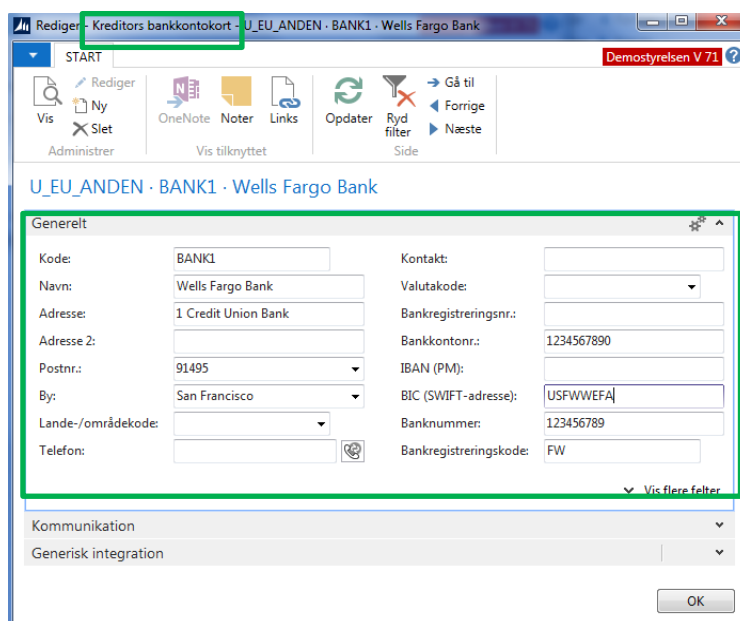 Rediger - Kreditors bankkontokort - U_EU_ANDEN · BANK1 · Wells Fargo Bank
START
Demostyrelsen V 71
Vis
Rediger
Ny
Slet
Administrer
OneNote
Noter
Links
Vis tilknyttet
Opdater
Ryd filter
Gå til
Forrige
Næste
Side
U_EU_ANDEN · BANK1 · Wells Fargo Bank
Generelt
Kode: BANK1
Navn: Wells Fargo Bank
Adresse: 1 Credit Union Bank
Adresse 2:
Postnr.: 91495
By: San Francisco
Lande-/områdekode:
Telefon:
Kontakt:
Valutakode:
Bankregistreringsnr.:
Bankkontonr.: 1234567890
IBAN (PM):
BIC (SWIFT-adresse): USFWWEFA
Banknummer: 123456789
Bankregistreringskode: FW
Vis flere felter
Kommunikation
Generisk integration
OK